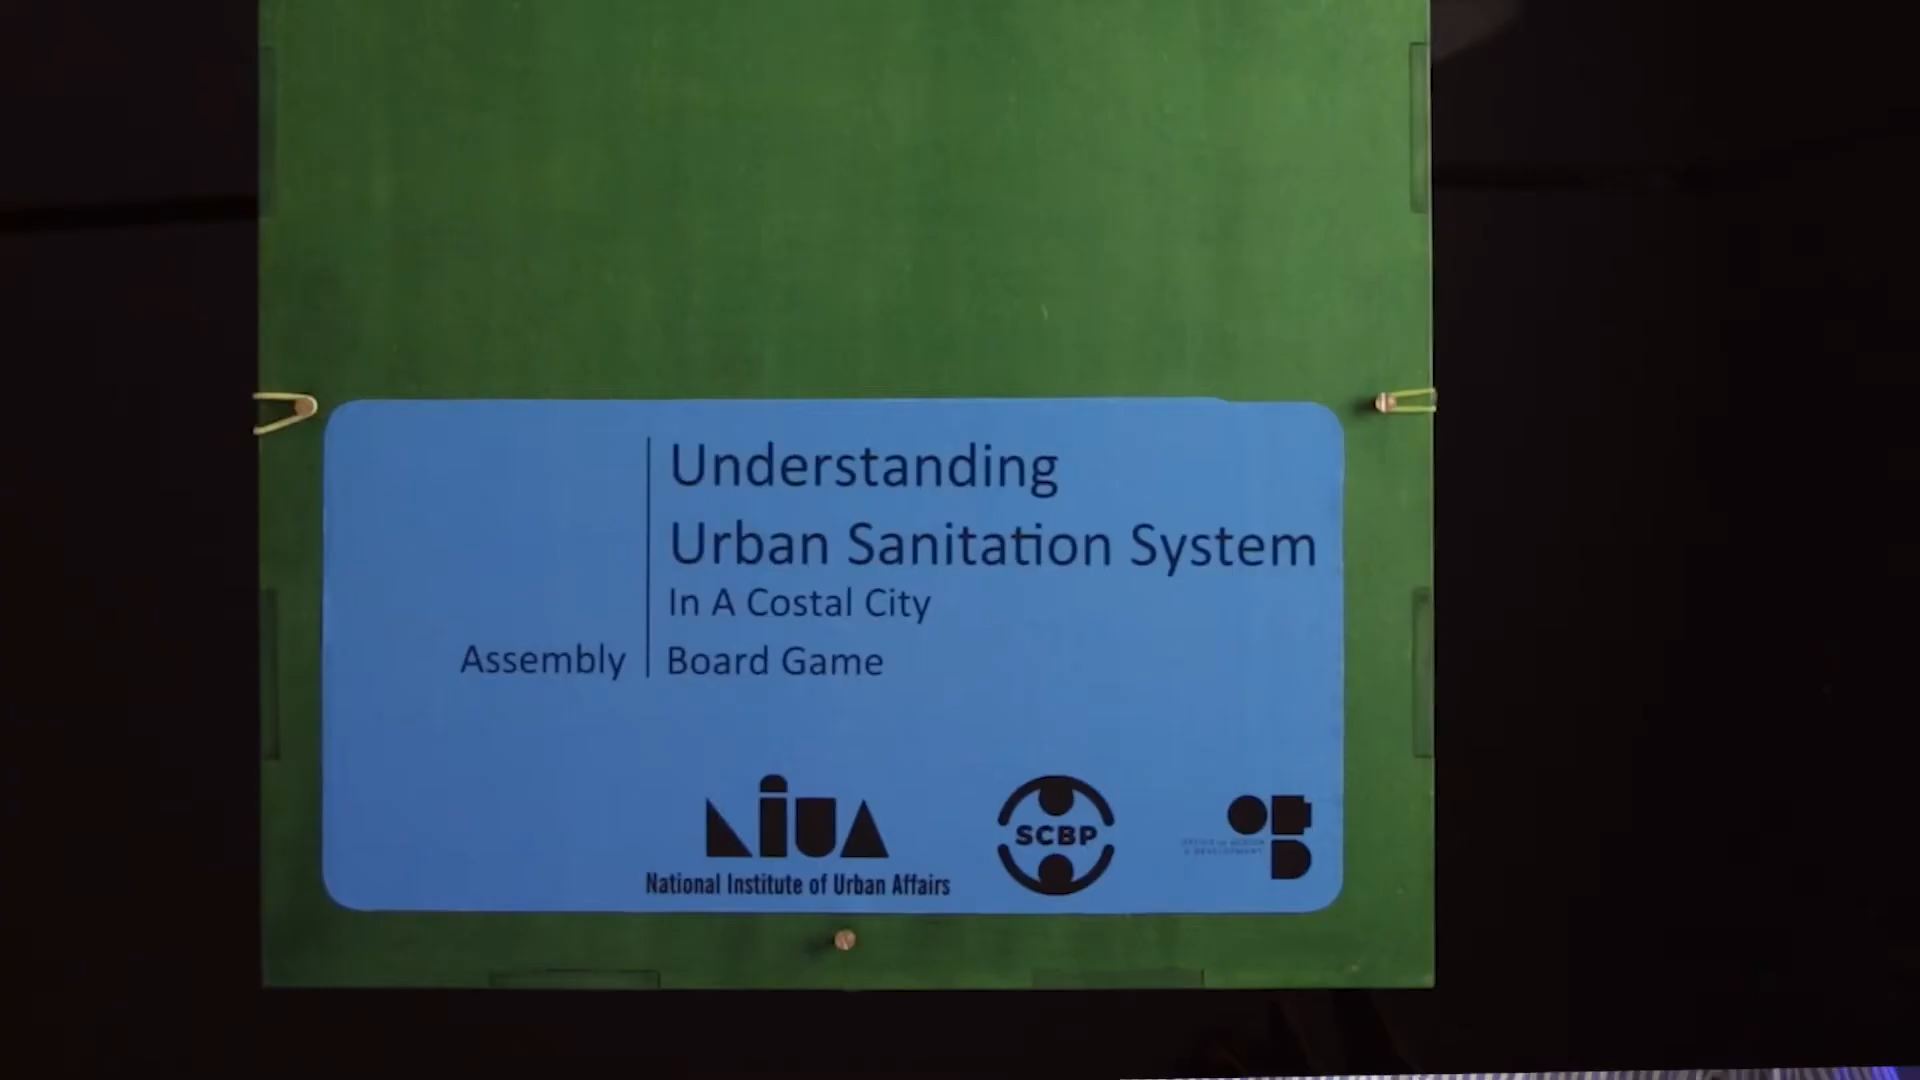 Understanding
Urban Sanitation System
In A Costal City
Assembly | Board Game
NIUA
National Institute of Urban Affairs
SCBP